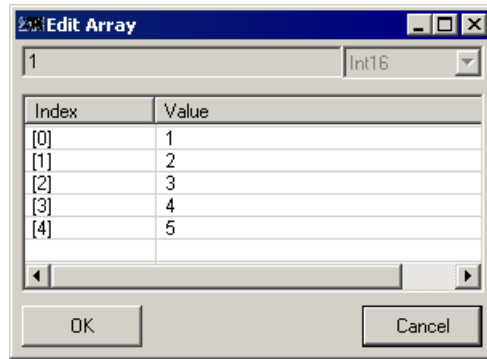 Edit Array
1 Int16
Index Value
[0] 1
[1] 2
[2] 3
[3] 4
[4] 5
OK Cancel